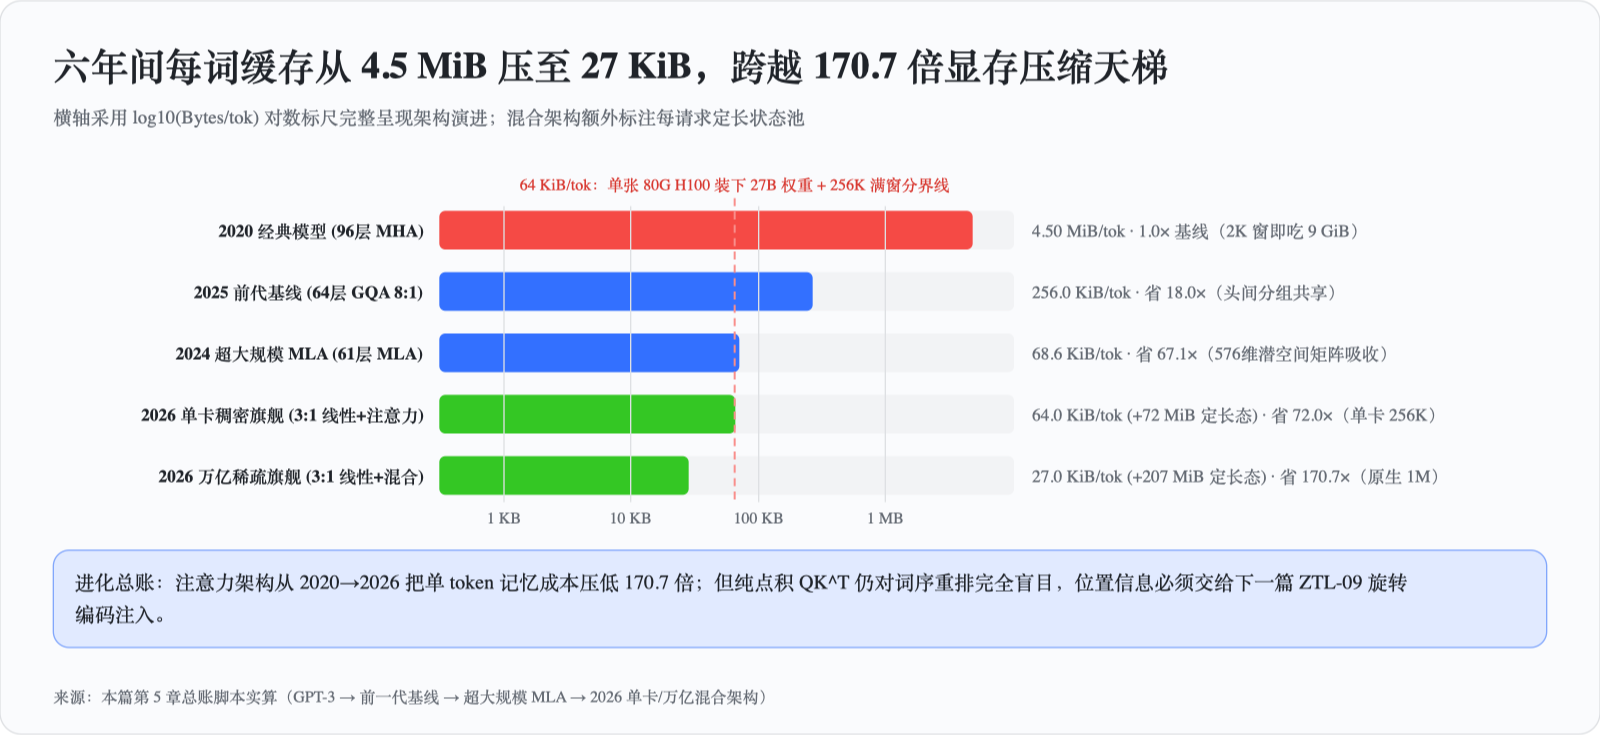 六年间每词缓存从 4.5 MiB 压至 27 KiB，跨越 170.7 倍显存压缩天梯
横轴采用 log10(Bytes/tok) 对数标尺完整呈现架构演进；混合架构额外标注每请求定长状态池
64 KiB/tok：单张 80G H100 装下 27B 权重 + 256K 满窗分界线
2020 经典模型 (96层 MHA)
4.50 MiB/tok · 1.0× 基线（2K 窗即吃 9 GiB）
2025 前代基线 (64层 GQA 8:1)
256.0 KiB/tok · 省 18.0×（头间分组共享）
2024 超大规模 MLA (61层 MLA)
68.6 KiB/tok · 省 67.1×（576维潜空间矩阵吸收）
2026 单卡稠密旗舰 (3:1 线性+注意力)
64.0 KiB/tok (+72 MiB 定长态) · 省 72.0×（单卡 256K）
2026 万亿稀疏旗舰 (3:1 线性+混合)
27.0 KiB/tok (+207 MiB 定长态) · 省 170.7×（原生 1M）
1 KB 10 KB 100 KB 1 MB
进化总账：注意力架构从 2020→2026 把单 token 记忆成本压低 170.7 倍；但纯点积 QK^T 仍对词序重排完全盲目，位置信息必须交给下一篇 ZTL-09 旋转
编码注入。
来源：本篇第 5 章总账脚本实算（GPT-3 → 前一代基线 → 超大规模 MLA → 2026 单卡/万亿混合架构）